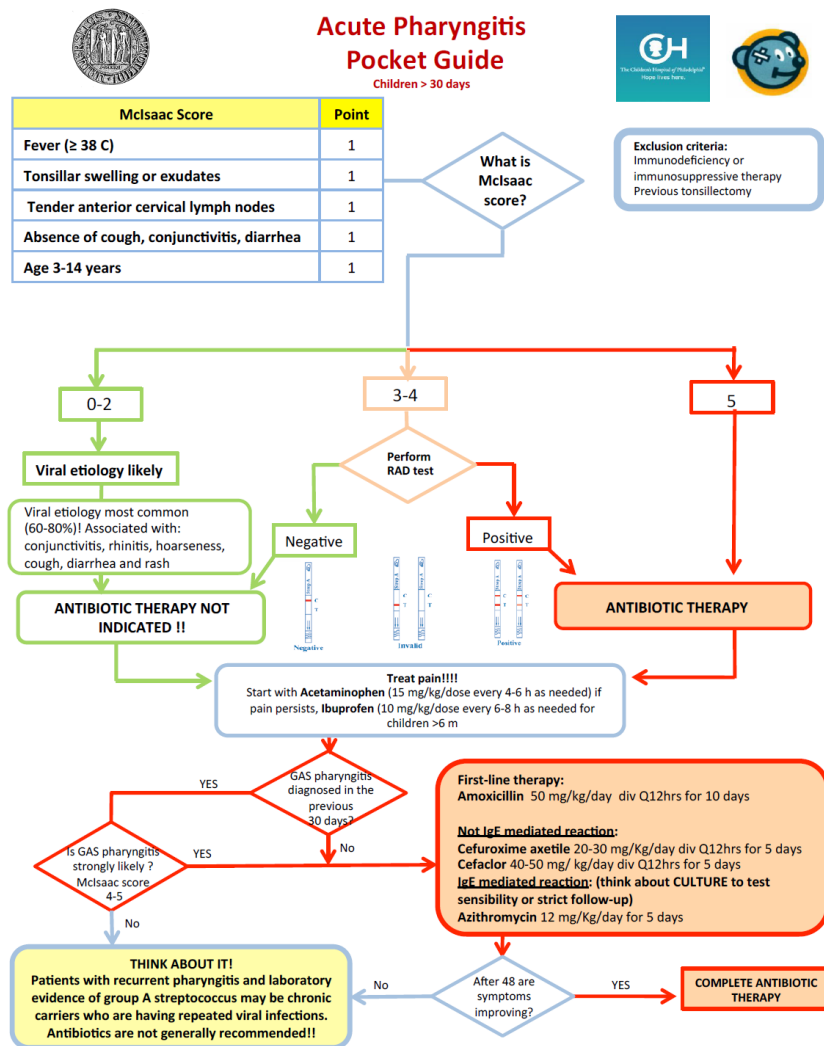 Acute Pharyngitis
Pocket Guide
Children > 30 days
The Children's Hospital of Philadelphia®
Hope lives here.
McIsaac Score Point
Fever (≥ 38 C) 1
Tonsillar swelling or exudates 1
Tender anterior cervical lymph nodes 1
Absence of cough, conjunctivitis, diarrhea 1
Age 3-14 years 1
What is
McIsaac
score?
Exclusion criteria:
Immunodeficiency or
immunosuppressive therapy
Previous tonsillectomy
0-2
3-4
5
Viral etiology likely
Perform
RAD test
Viral etiology most common
(60-80%)! Associated with:
conjunctivitis, rhinitis, hoarseness,
cough, diarrhea and rash
Negative
Positive
C
T
C
T
C
T
Negative
Invalid
Positive
ANTIBIOTIC THERAPY NOT
INDICATED !!
ANTIBIOTIC THERAPY
Treat pain!!!!
Start with Acetaminophen (15 mg/kg/dose every 4-6 h as needed) if
pain persists, Ibuprofen (10 mg/kg/dose every 6-8 h as needed for
children >6 m
GAS pharyngitis
diagnosed in the
previous
30 days?
YES
No
Is GAS pharyngitis
strongly likely ?
McIsaac score
4-5
YES
No
First-line therapy:
Amoxicillin 50 mg/kg/day div Q12hrs for 10 days
Not IgE mediated reaction:
Cefuroxime axetile 20-30 mg/Kg/day div Q12hrs for 5 days
Cefaclor 40-50 mg/ kg/day div Q12hrs for 5 days
IgE mediated reaction: (think about CULTURE to test
sensibility or strict follow-up)
Azithromycin 12 mg/Kg/day for 5 days
THINK ABOUT IT!
Patients with recurrent pharyngitis and laboratory
evidence of group A streptococcus may be chronic
carriers who are having repeated viral infections.
Antibiotics are not generally recommended!!
No
After 48 are
symptoms
improving?
YES
COMPLETE ANTIBIOTIC
THERAPY